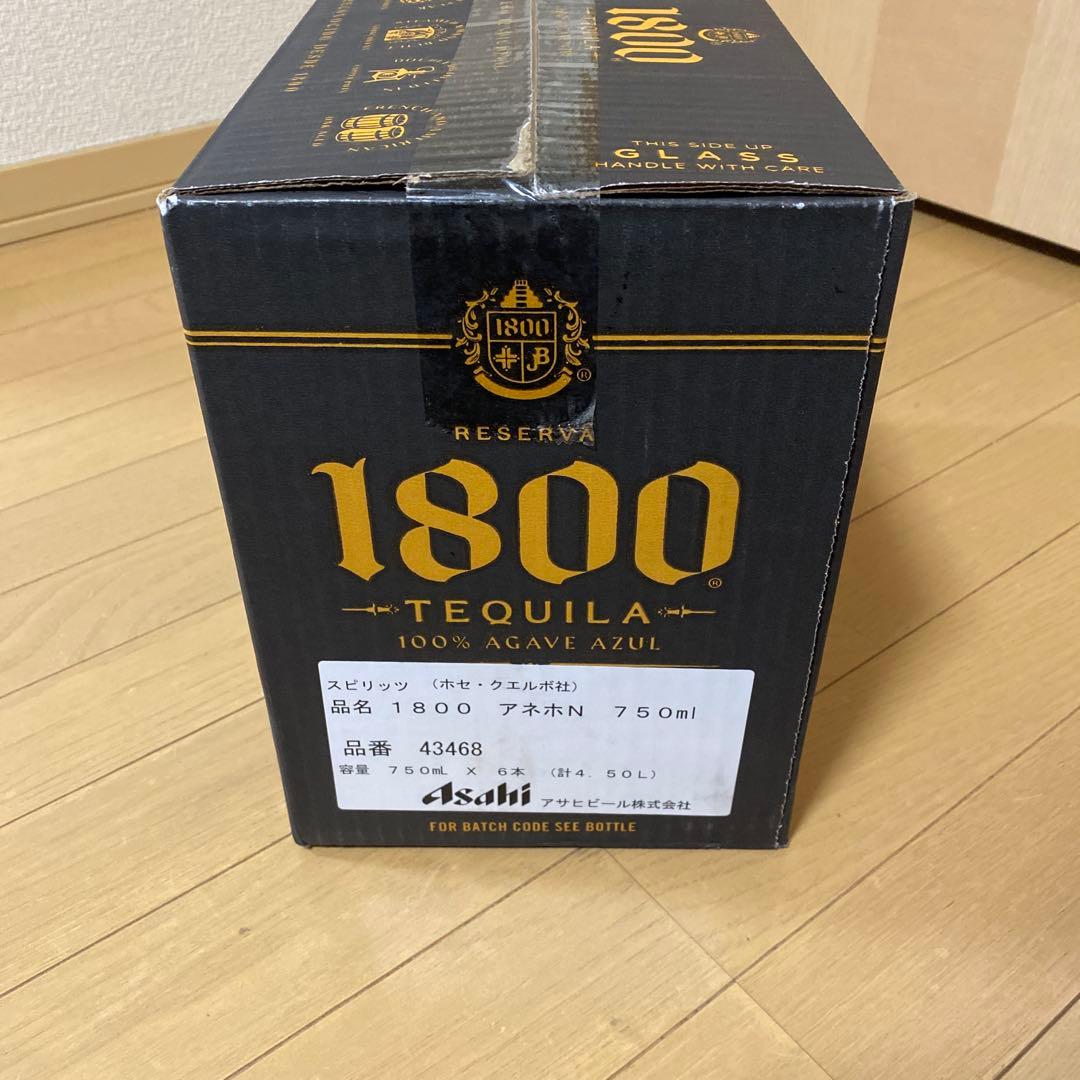 1800
THIS SIDE UP
GLASS
HANDLE WITH CARE
FRENCH
1800
JB
®
RESERVA
1800
®
TEQUILA
100% AGAVE AZUL
スピリッツ （ホセ・クエルボ社）
品名 １８００ アネホN ７５０ml
品番 43468
容量 ７５０mL X ６本 （計４．５０L）
Asahi アサヒビール株式会社
FOR BATCH CODE SEE BOTTLE